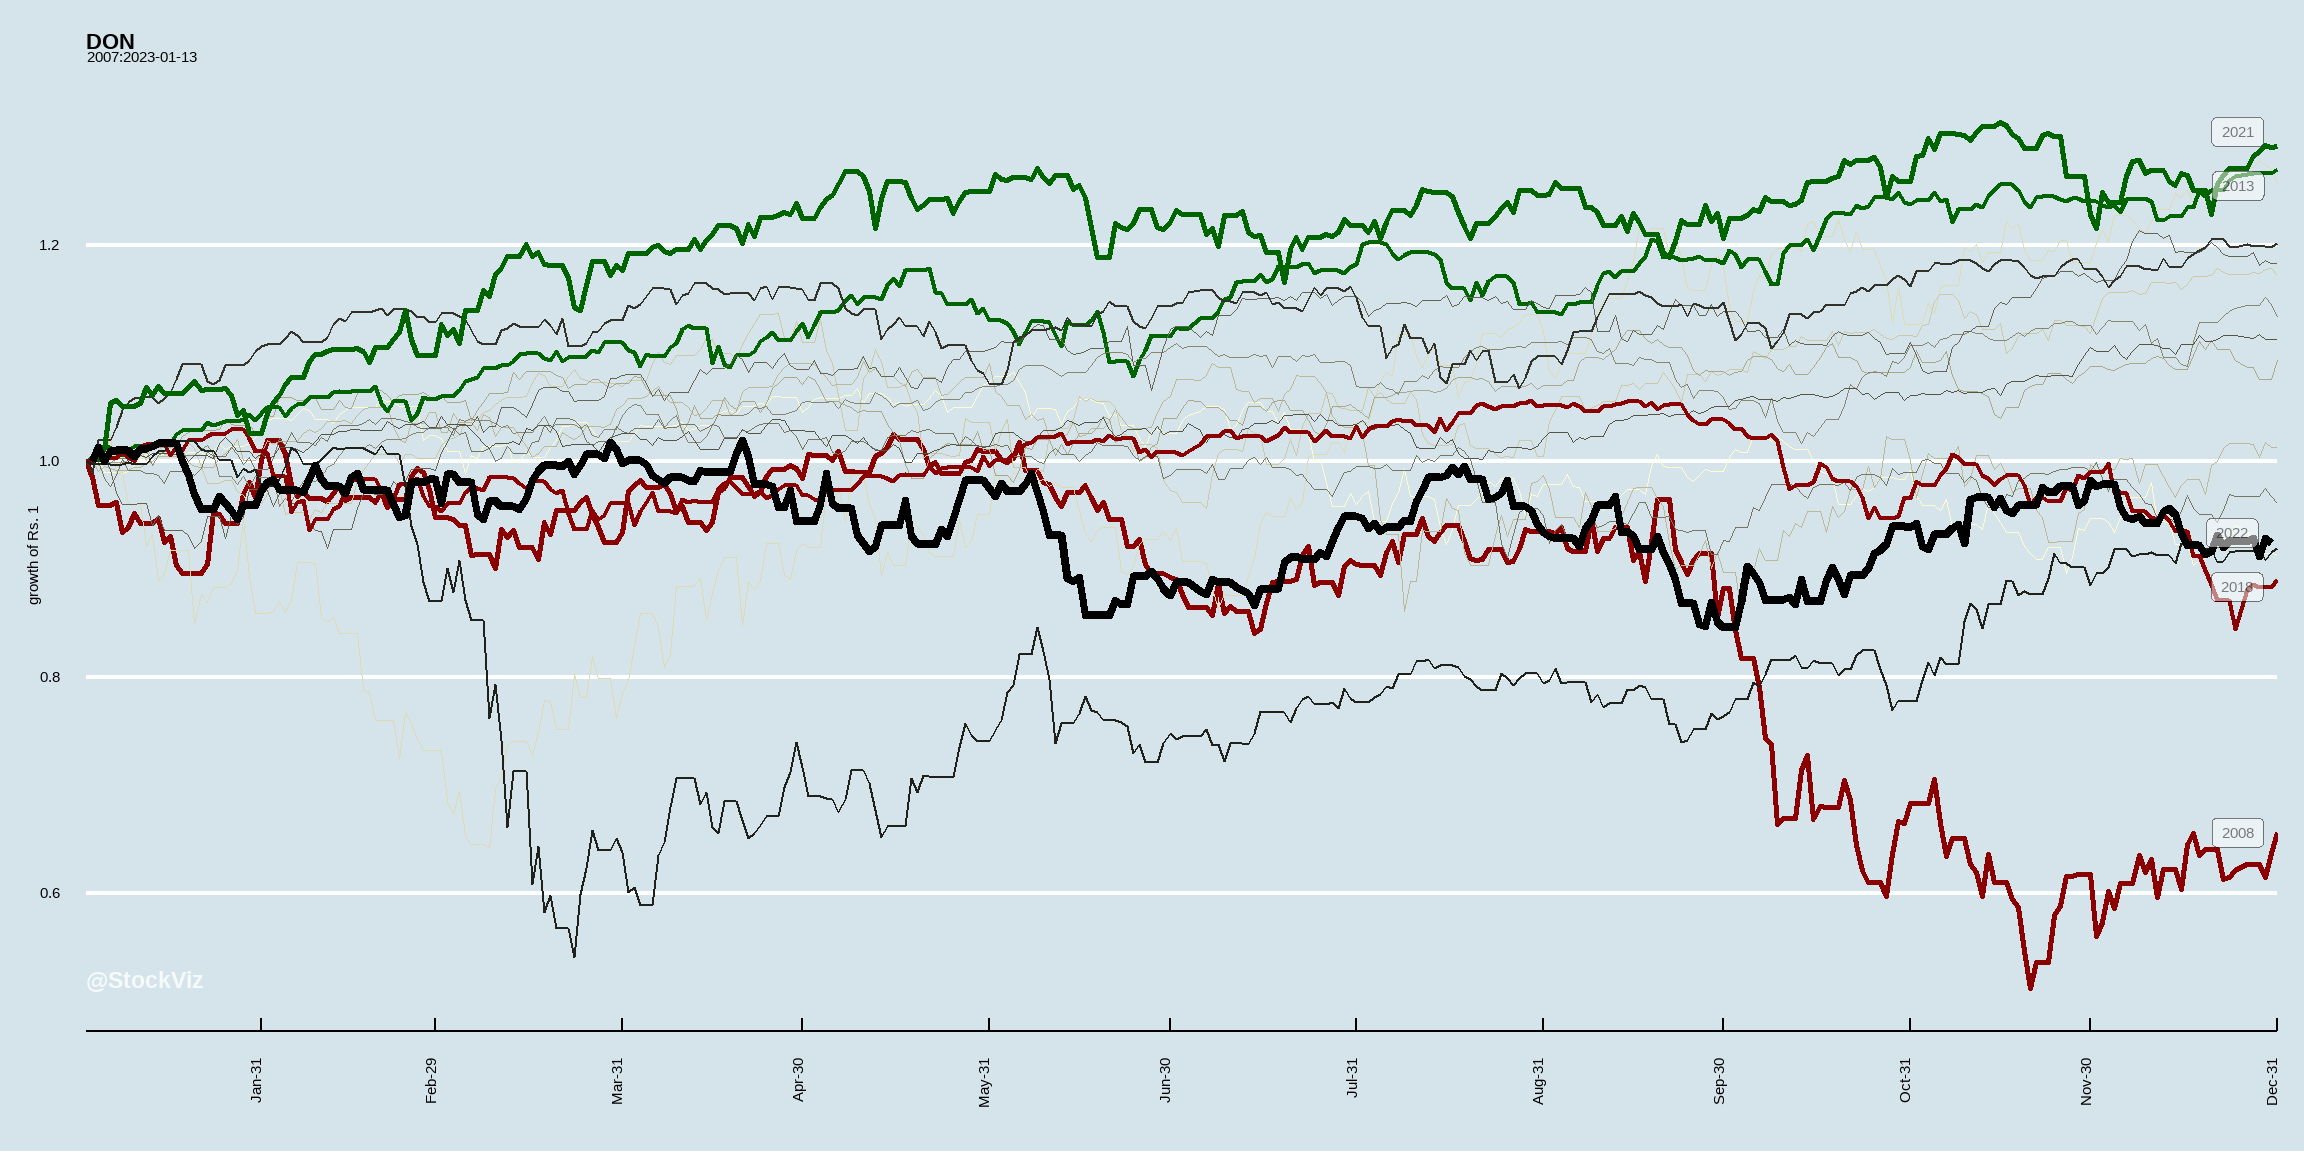 DON
2007:2023-01-13
2021
2013
1.2
1.0
growth of Rs. 1
2022
2018
0.8
2008
0.6
@StockViz
Jan-31
Feb-29
Mar-31
Apr-30
May-31
Jun-30
Jul-31
Aug-31
Sep-30
Oct-31
Nov-30
Dec-31